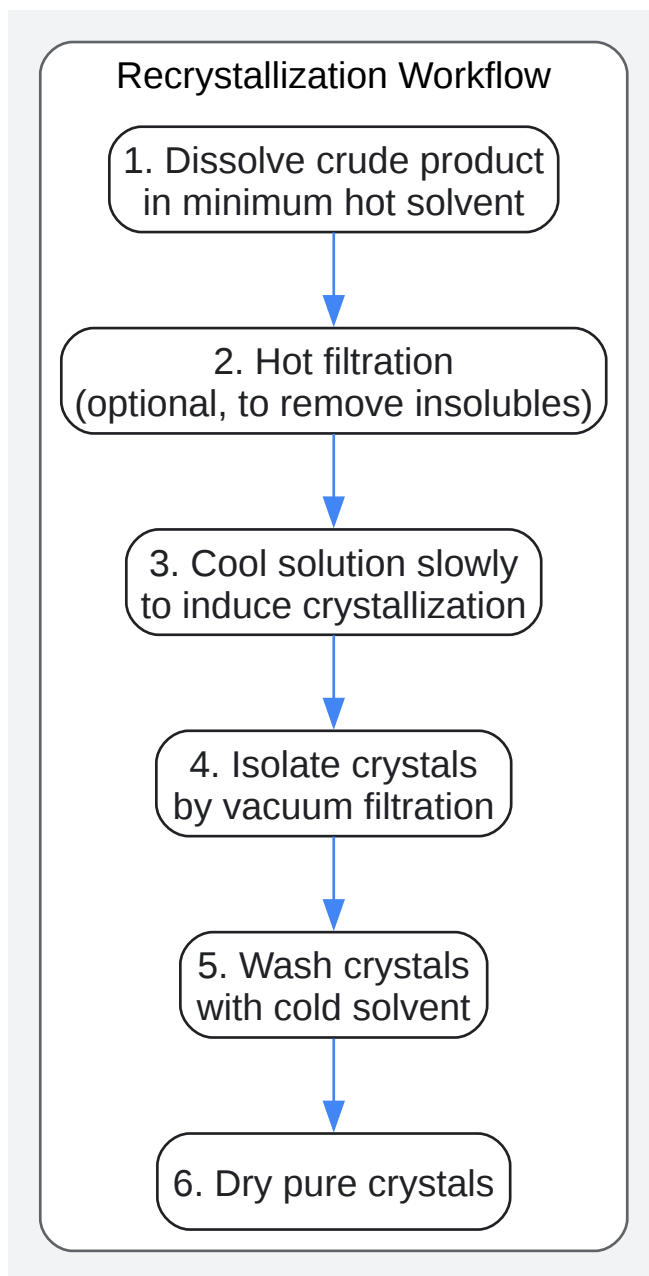 Recrystallization Workflow
1. Dissolve crude product
in minimum hot solvent
2. Hot filtration
(optional, to remove insolubles)
3. Cool solution slowly
to induce crystallization
4. Isolate crystals
by vacuum filtration
5. Wash crystals
with cold solvent
6. Dry pure crystals